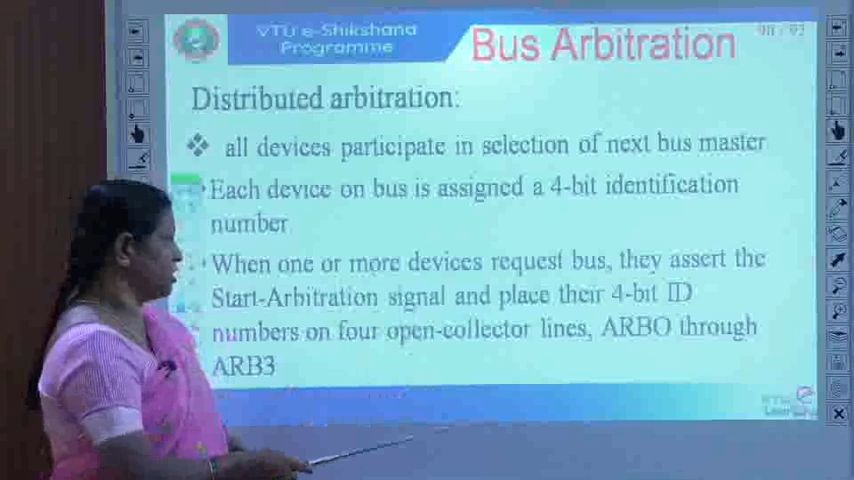 VTU e-Shikshana
Programme
Bus Arbitration
Distributed arbitration:
all devices participate in selection of next bus master
Each device on bus is assigned a 4-bit identification
number
When one or more devices request bus, they assert the
Start-Arbitration signal and place their 4-bit ID
numbers on four open-collector lines, ARBO through
ARB3